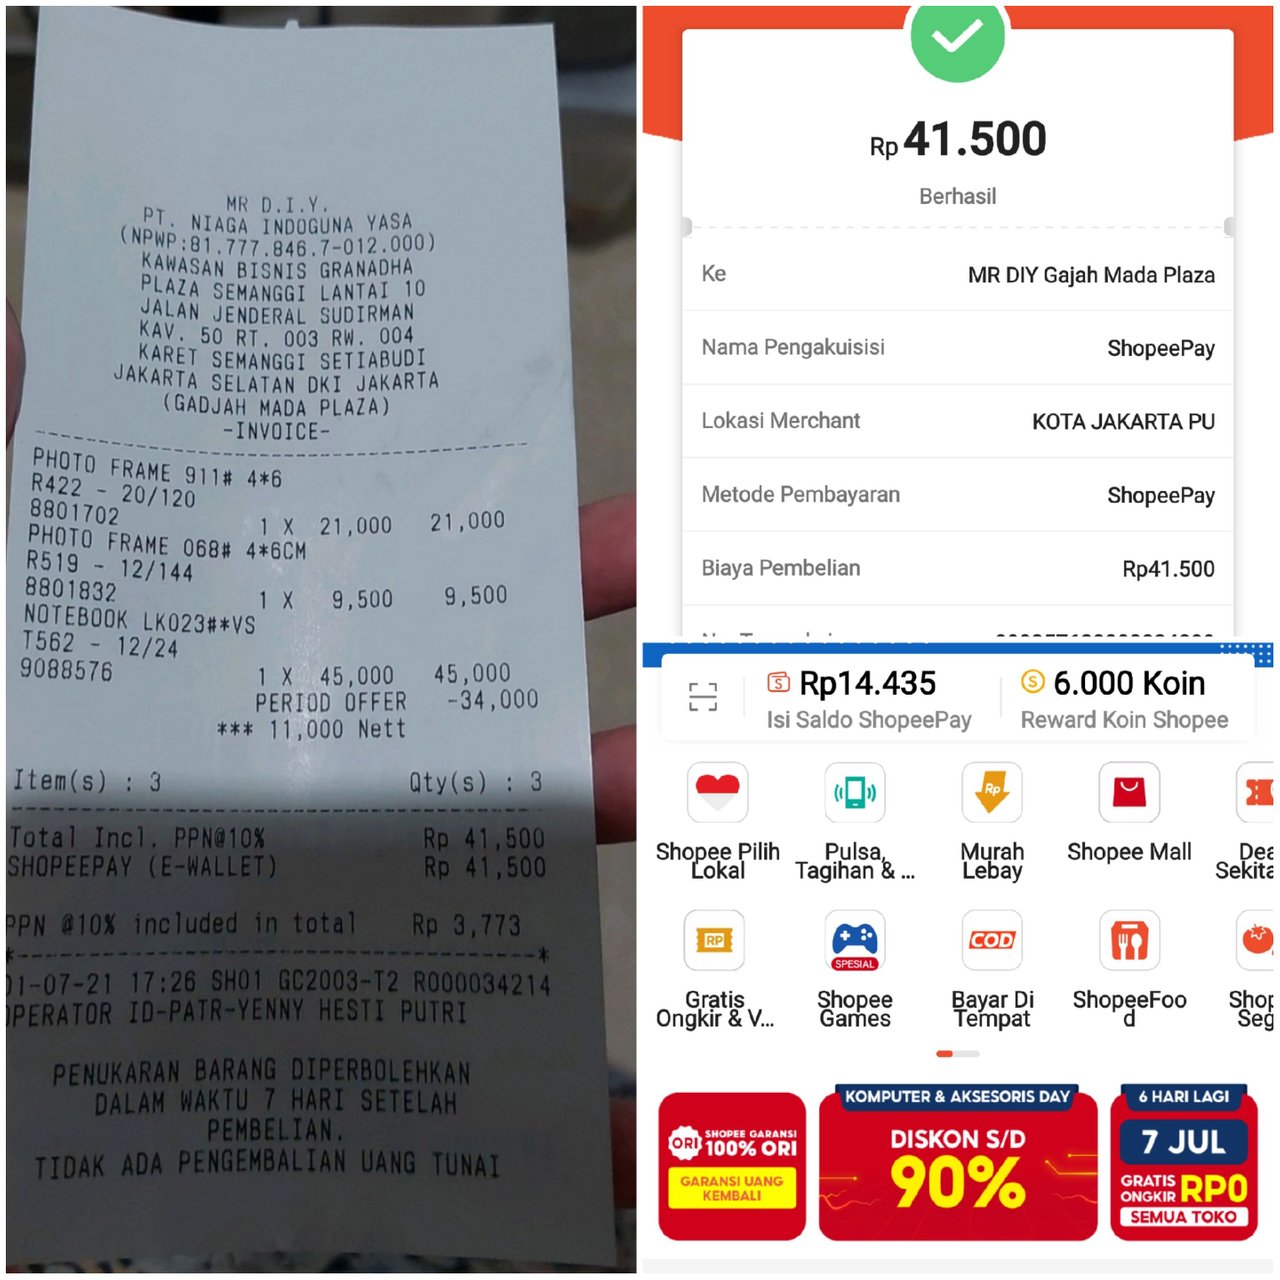 MR D.I.Y.
PT. NIAGA INDOGUNA YASA
(NPWP:81.777.846.7-012.000)
KAWASAN BISNIS GRANADHA
PLAZA SEMANGGI LANTAI 10
JALAN JENDERAL SUDIRMAN
KAV. 50 RT. 003 RW. 004
KARET SEMANGGI SETIABUDI
JAKARTA SELATAN DKI JAKARTA
(GADJAH MADA PLAZA)
-INVOICE-
PHOTO FRAME 911# 4*6
R422 - 20/120
8801702 1 X 21,000 21,000
PHOTO FRAME 068# 4*6CM
R519 - 12/144
8801832 1 X 9,500 9,500
NOTEBOOK LK023#*VS
T562 - 12/24
9088576 1 X 45,000 45,000
PERIOD OFFER -34,000
*** 11,000 Nett
Item(s) : 3 Qty(s) : 3
Total Incl. PPN@10% Rp 41,500
SHOPEEPAY (E-WALLET) Rp 41,500
PPN @10% included in total Rp 3,773
01-07-21 17:26 SH01 GC2003-T2 R000034214
OPERATOR ID-PATR-YENNY HESTI PUTRI
PENUKARAN BARANG DIPERBOLEHKAN
DALAM WAKTU 7 HARI SETELAH
PEMBELIAN.
TIDAK ADA PENGEMBALIAN UANG TUNAI
Rp 41.500
Berhasil
Ke MR DIY Gajah Mada Plaza
Nama Pengakuisisi ShopeePay
Lokasi Merchant KOTA JAKARTA PU
Metode Pembayaran ShopeePay
Biaya Pembelian Rp41.500
Rp14.435 6.000 Koin
Isi Saldo ShopeePay Reward Koin Shopee
Shopee Pilih Lokal
Pulsa, Tagihan & ...
Rp
Murah Lebay
Shopee Mall
Dea
Sekita
RP
Gratis Ongkir & V...
SPESIAL
Shopee Games
COD
Bayar Di Tempat
ShopeeFoo
d
Shop
Seg
ORI SHOPEE GARANSI
100% ORI
GARANSI UANG
KEMBALI
KOMPUTER & AKSESORIS DAY
DISKON S/D
90%
6 HARI LAGI
7 JUL
GRATIS
ONGKIR RP0
SEMUA TOKO